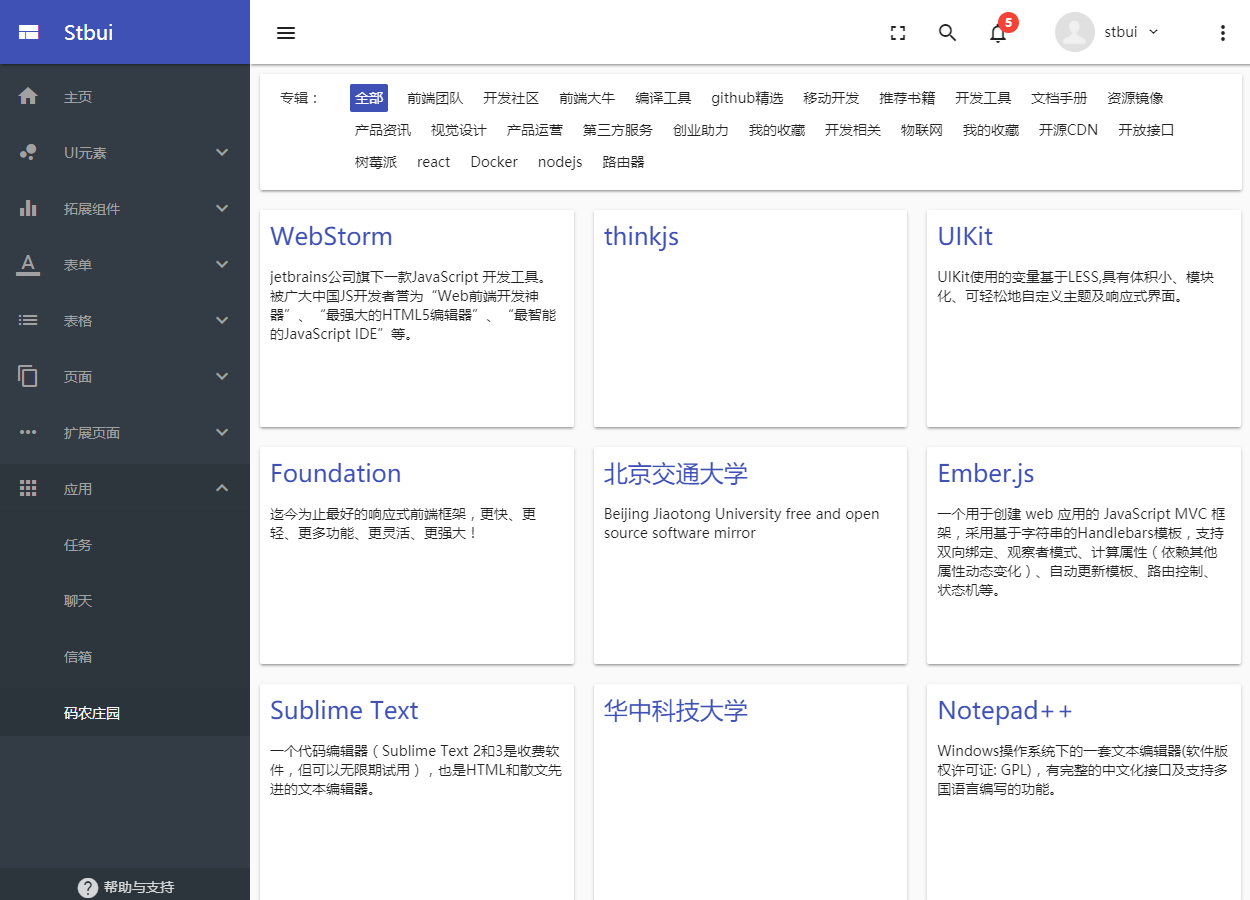 Stbui
5
stbui
主页
UI元素
拓展组件
表单
表格
页面
扩展页面
应用
任务
聊天
信箱
码农庄园
帮助与支持
专辑： 全部 前端团队 开发社区 前端大牛 编译工具 github精选 移动开发 推荐书籍 开发工具 文档手册 资源镜像
产品资讯 视觉设计 产品运营 第三方服务 创业助力 我的收藏 开发相关 物联网 我的收藏 开源CDN 开放接口
树莓派 react Docker nodejs 路由器
WebStorm
jetbrains公司旗下一款JavaScript 开发工具。
被广大中国JS开发者誉为“Web前端开发神
器”、“最强大的HTML5编辑器”、“最智能
的JavaScript IDE”等。
thinkjs
UIKit
UIKit使用的变量基于LESS,具有体积小、模块
化、可轻松地自定义主题及响应式界面。
Foundation
迄今为止最好的响应式前端框架，更快、更
轻、更多功能、更灵活、更强大！
北京交通大学
Beijing Jiaotong University free and open
source software mirror
Ember.js
一个用于创建 web 应用的 JavaScript MVC 框
架，采用基于字符串的Handlebars模板，支持
双向绑定、观察者模式、计算属性（依赖其他
属性动态变化）、自动更新模板、路由控制、
状态机等。
Sublime Text
一个代码编辑器（Sublime Text 2和3是收费软
件，但可以无限期试用），也是HTML和散文先
进的文本编辑器。
华中科技大学
Notepad++
Windows操作系统下的一套文本编辑器(软件版
权许可证: GPL)，有完整的中文化接口及支持多
国语言编写的功能。